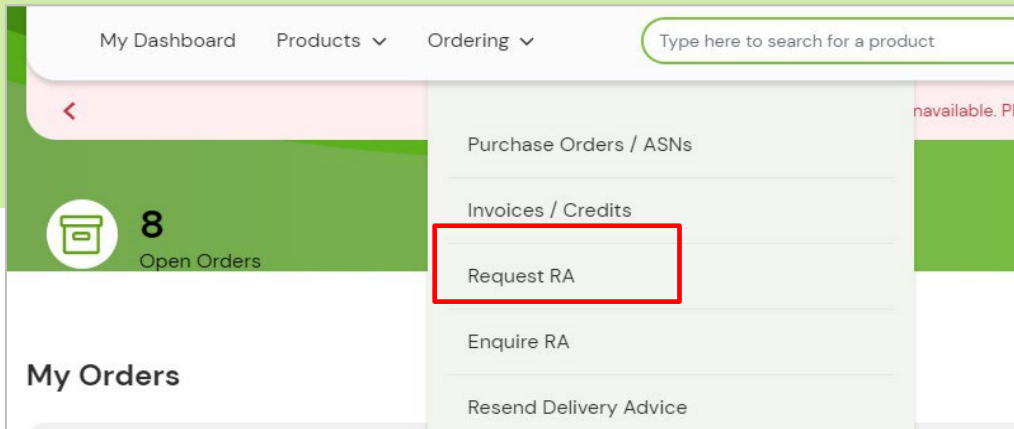 My Dashboard Products Ordering Type here to search for a product
navailable. Pl
Purchase Orders / ASNs
Invoices / Credits
8
Open Orders
Request RA
Enquire RA
My Orders
Resend Delivery Advice